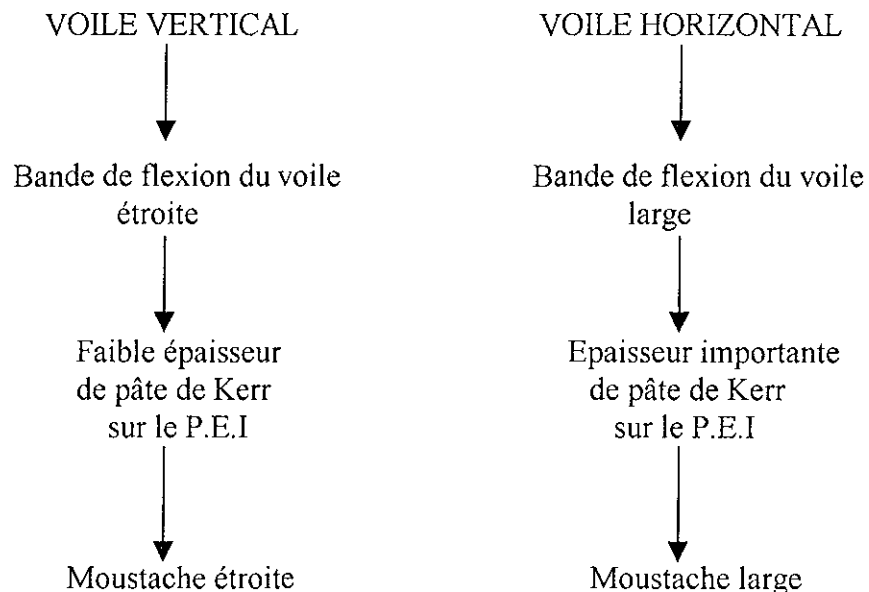 VOILE VERTICAL
Bande de flexion du voile
étroite
Faible épaisseur
de pâte de Kerr
sur le P.E.I
Moustache étroite
VOILE HORIZONTAL
Bande de flexion du voile
large
Epaisseur importante
de pâte de Kerr
sur le P.E.I
Moustache large